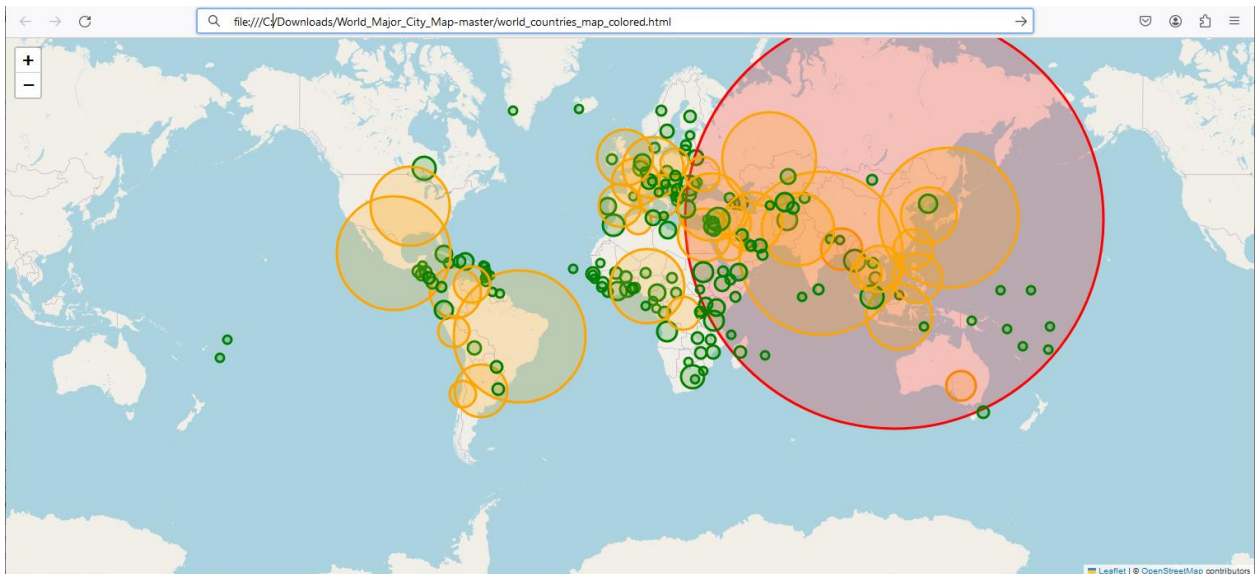 file:///C:/Downloads/World_Major_City_Map-master/world_countries_map_colored.html
+
−
Leaflet | © OpenStreetMap contributors